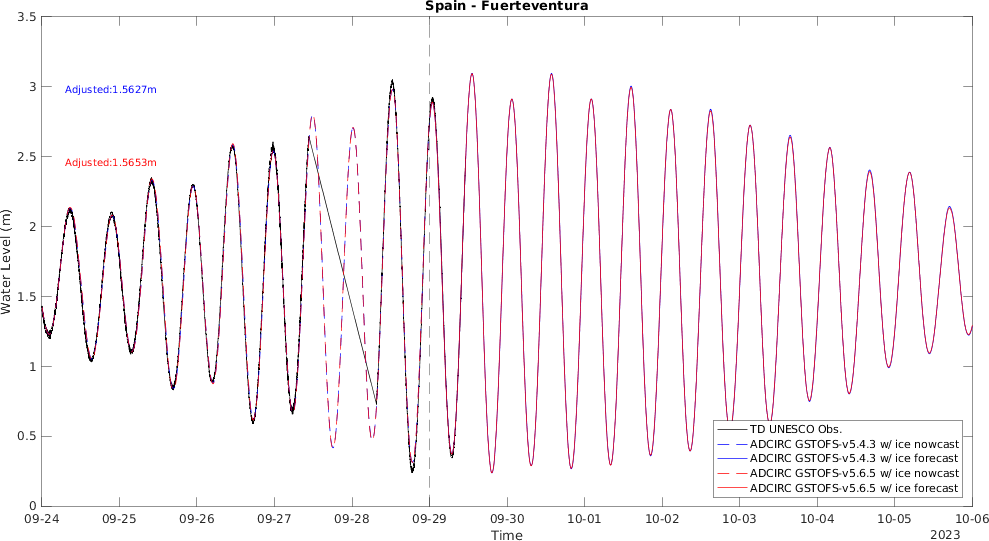 Spain - Fuerteventura
3.5
3
2.5
2
1.5
1
0.5
0
Water Level (m)
Adjusted:1.5627m
Adjusted:1.5653m
TD UNESCO Obs.
ADCIRC GSTOFS-v5.4.3 w/ ice nowcast
ADCIRC GSTOFS-v5.4.3 w/ ice forecast
ADCIRC GSTOFS-v5.6.5 w/ ice nowcast
ADCIRC GSTOFS-v5.6.5 w/ ice forecast
09-24 09-25 09-26 09-27 09-28 09-29 09-30 10-01 10-02 10-03 10-04 10-05 10-06
Time
2023